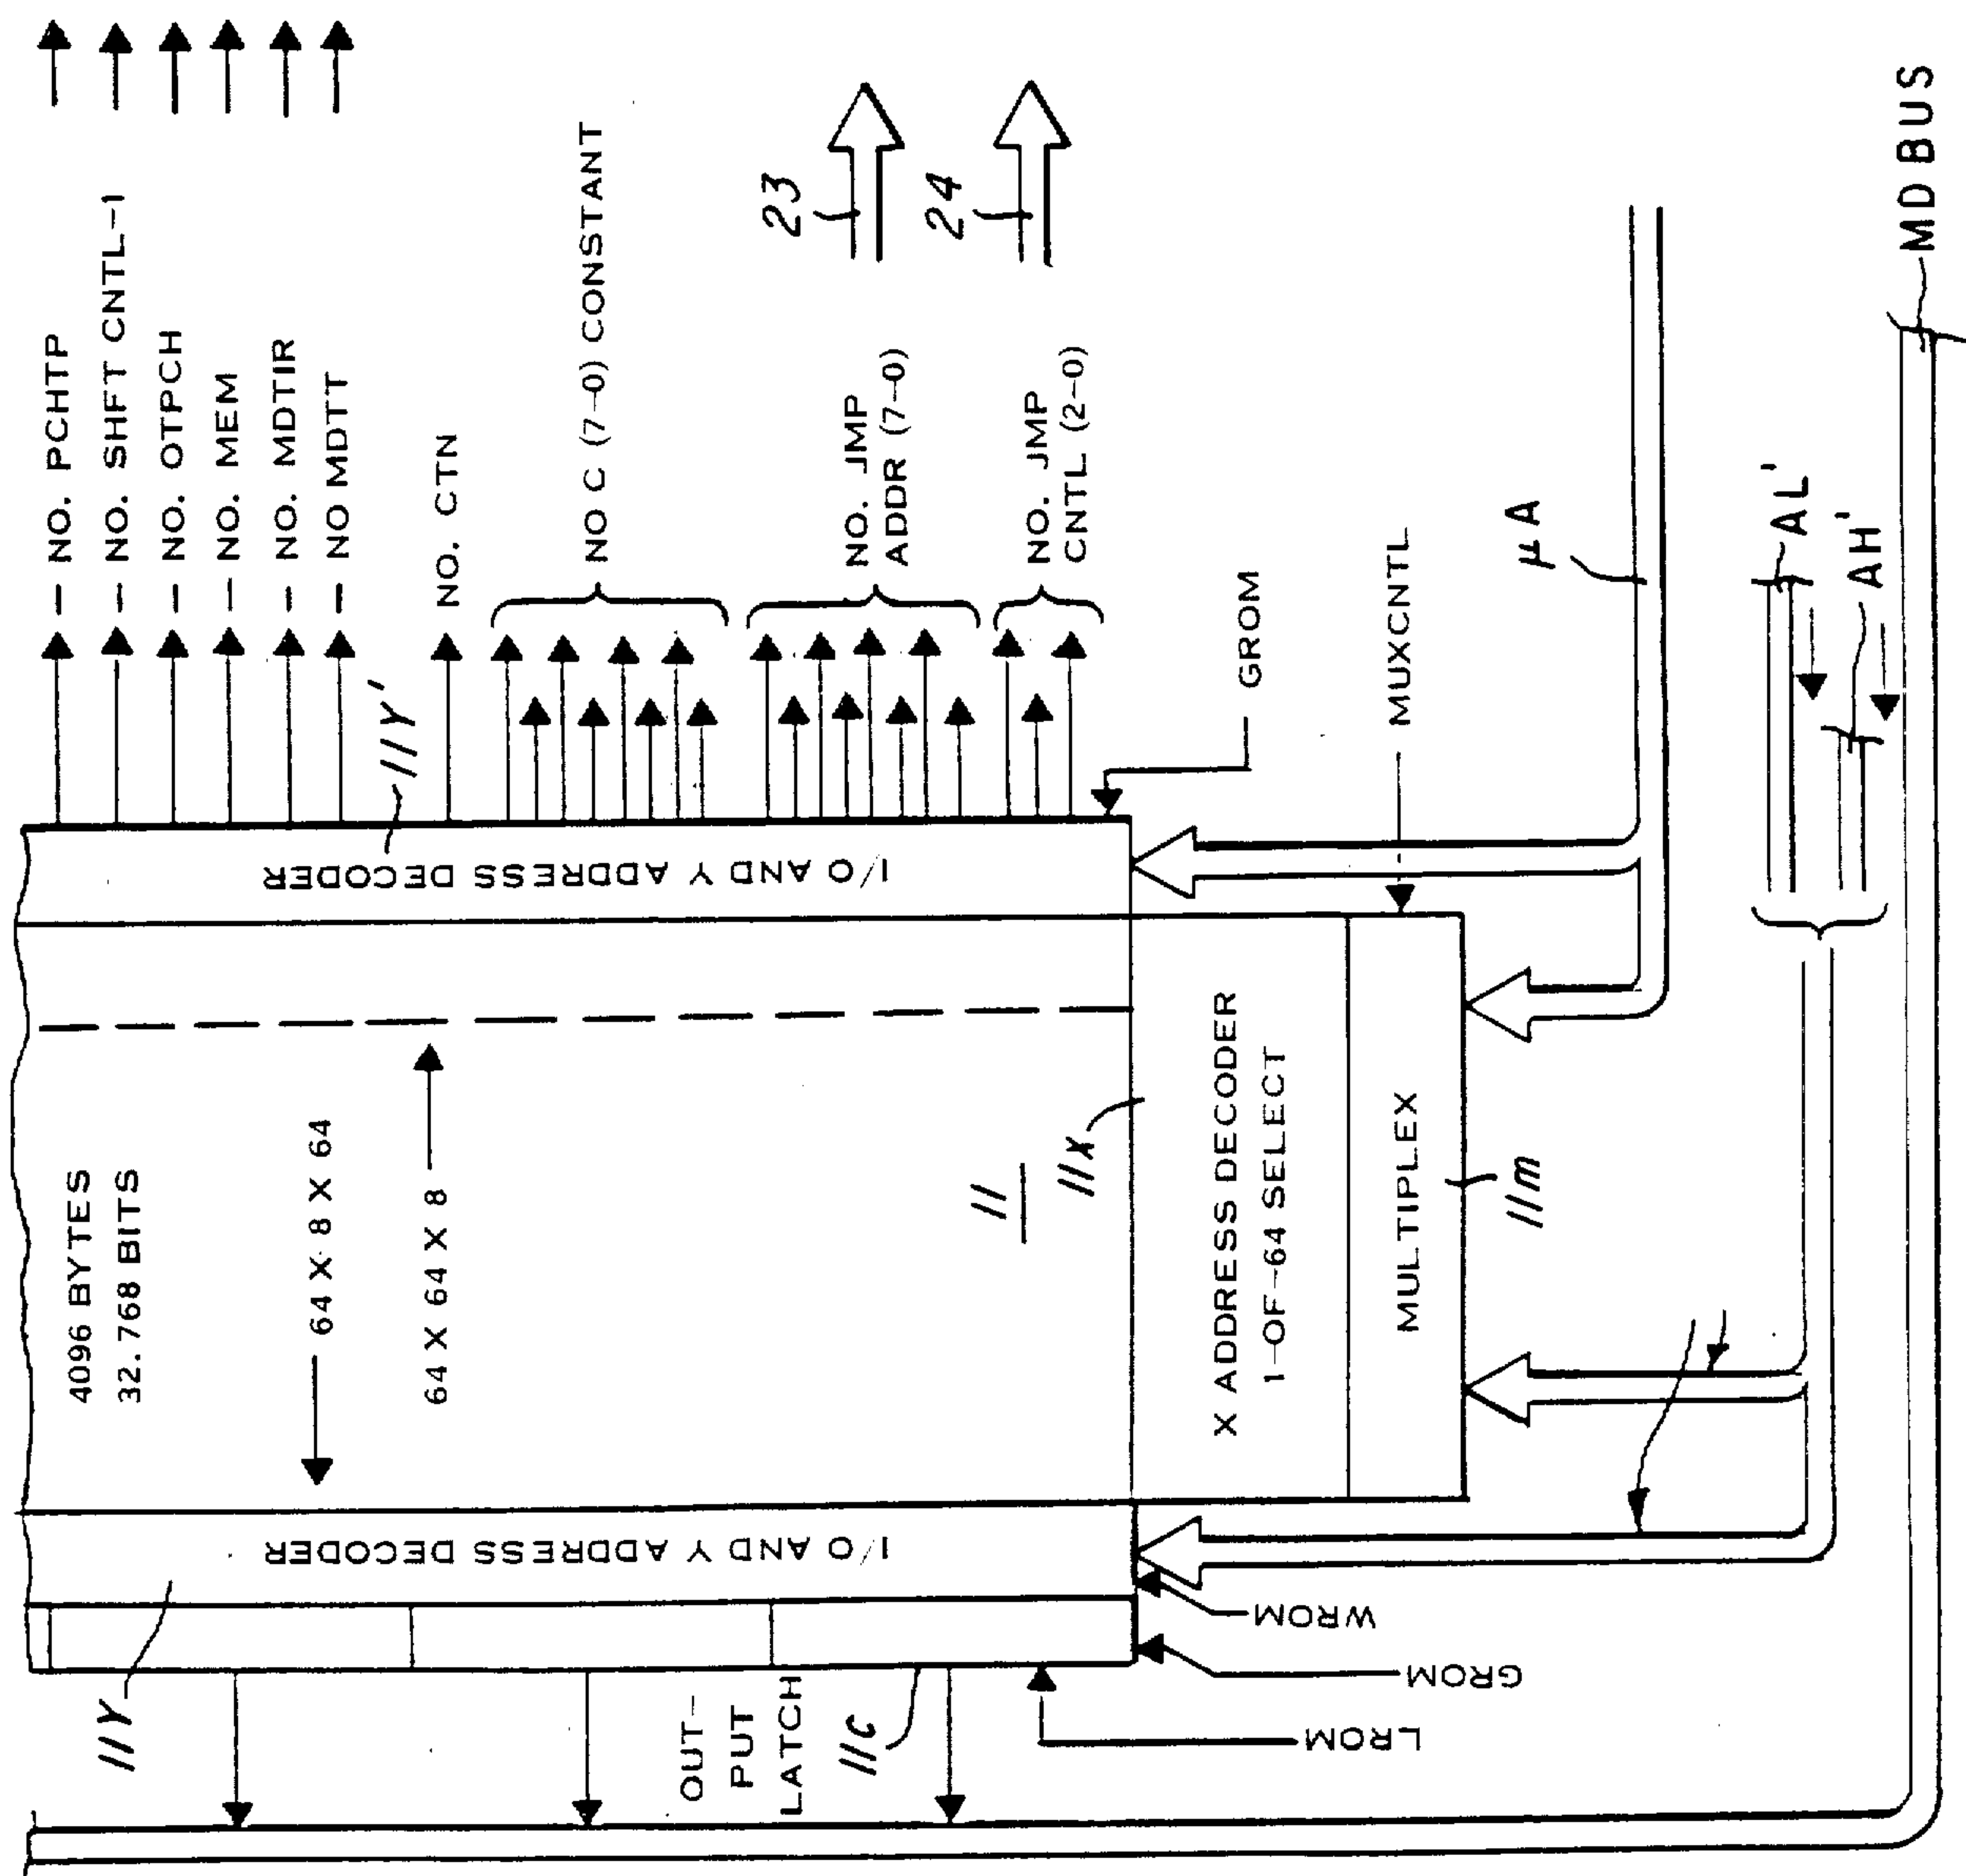 — NO. PCHTP
— NO. SHFT CNTL-1
— NO. OTPCH
— NO. MEM
— NO. MDTIR
— NO MDTT
NO. CTN
NO C (7-0) CONSTANT
NO. JMP
ADDR (7-0)
23
NO. JMP
CNTL (2-0)
24
GROM
MUXCNTL
μA
AL'
AH'
MD BUS
11Y'
I/O AND Y ADDRESS DECODER
4096 BYTES
32.768 BITS
64 X 8 X 64
64 X 64 X 8
11
11X
X ADDRESS DECODER
1-OF-64 SELECT
MULTIPLEX
11m
I/O AND Y ADDRESS DECODER
11Y
OUT-
PUT
LATCH
11C
WROM
GROM
LROM